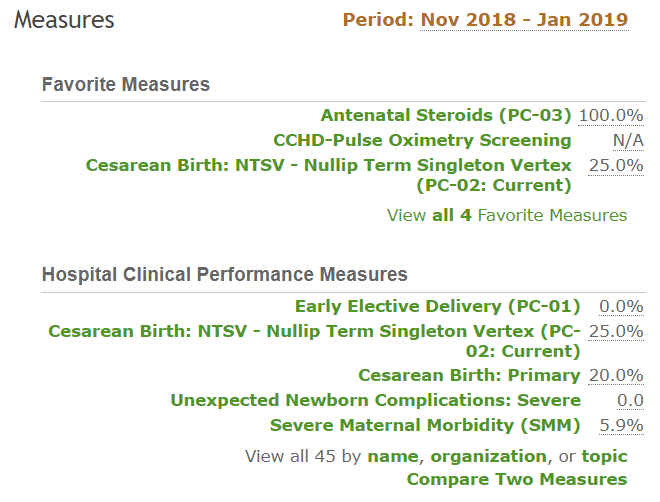 Measures
Period: Nov 2018 - Jan 2019
Favorite Measures
Antenatal Steroids (PC-03) 100.0%
CCHD-Pulse Oximetry Screening N/A
Cesarean Birth: NTSV - Nullip Term Singleton Vertex 25.0%
(PC-02: Current)
View all 4 Favorite Measures
Hospital Clinical Performance Measures
Early Elective Delivery (PC-01) 0.0%
Cesarean Birth: NTSV - Nullip Term Singleton Vertex (PC- 25.0%
02: Current)
Cesarean Birth: Primary 20.0%
Unexpected Newborn Complications: Severe 0.0
Severe Maternal Morbidity (SMM) 5.9%
View all 45 by name, organization, or topic
Compare Two Measures